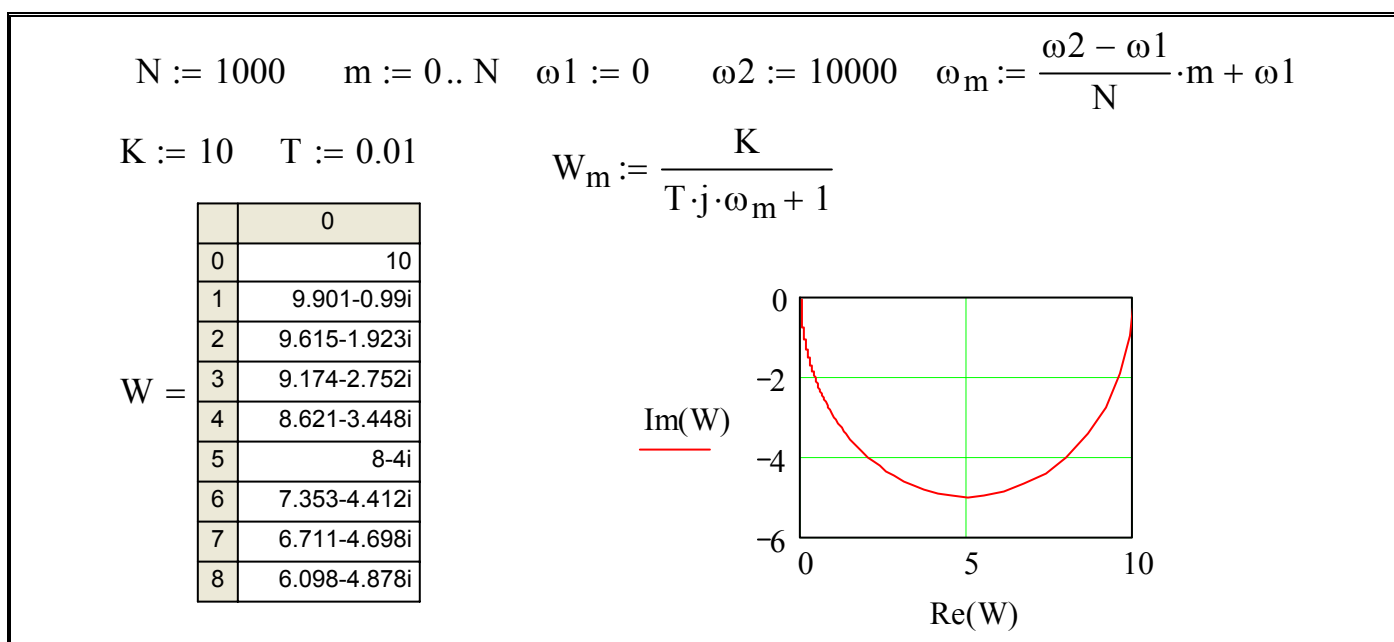 N := 1000 m := 0.. N ω1 := 0 ω2 := 10000 ω_m := (ω2 − ω1)/N · m + ω1
K := 10 T := 0.01 W_m := K/(T·j·ω_m + 1)
W =
0
0 10
1 9.901-0.99i
2 9.615-1.923i
3 9.174-2.752i
4 8.621-3.448i
5 8-4i
6 7.353-4.412i
7 6.711-4.698i
8 6.098-4.878i
Im(W)
0
−2
−4
−6
0 5 10
Re(W)